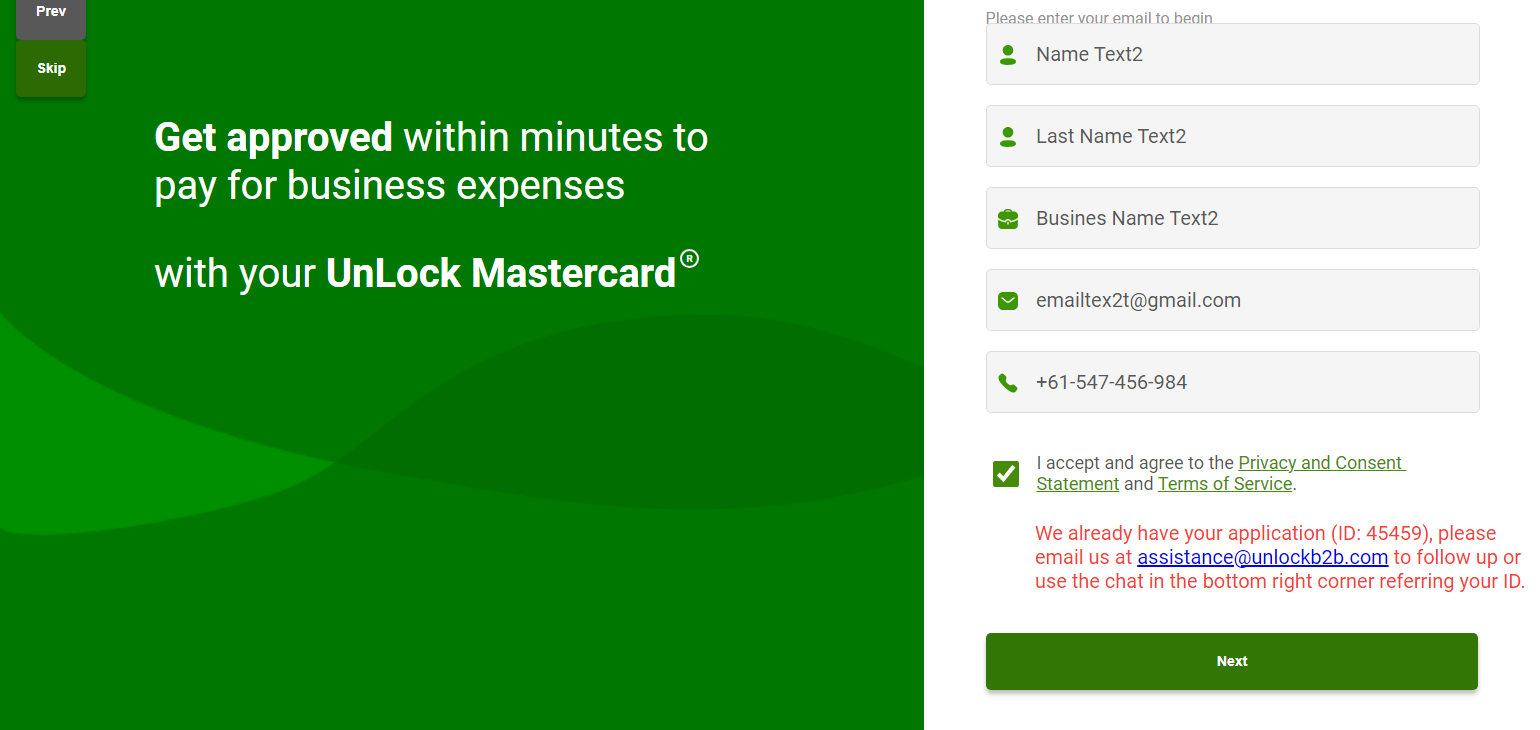 Prev
Skip
Get approved within minutes to
pay for business expenses
with your UnLock Mastercard®
Please enter your email to begin
Name Text2
Last Name Text2
Busines Name Text2
emailtex2t@gmail.com
+61-547-456-984
I accept and agree to the Privacy and Consent
Statement and Terms of Service.
We already have your application (ID: 45459), please
email us at assistance@unlockb2b.com to follow up or
use the chat in the bottom right corner referring your ID.
Next